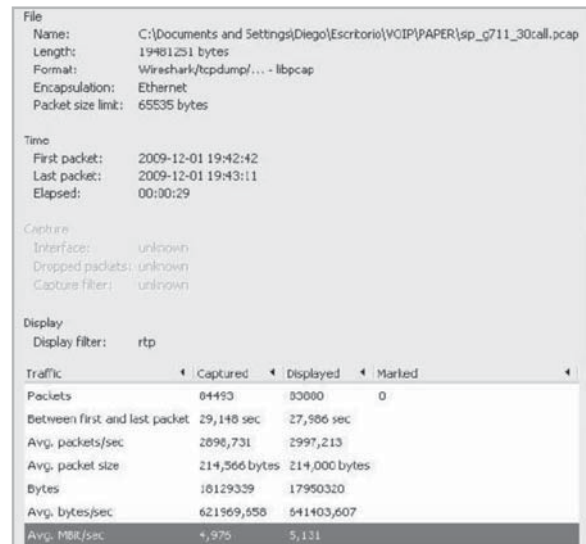 File
Name: C:\Documents and Settings\Diego\Escritorio\VOIP\PAPER\sip_g711_30call.pcap
Length: 19481251 bytes
Format: Wireshark/tcpdump/... - libpcap
Encapsulation: Ethernet
Packet size limit: 65535 bytes
Time
First packet: 2009-12-01 19:42:42
Last packet: 2009-12-01 19:43:11
Elapsed: 00:00:29
Capture
Interface: unknown
Dropped packets: unknown
Capture filter: unknown
Display
Display filter: rtp
Traffic Captured Displayed Marked
Packets 84493 83880 0
Between first and last packet 29,148 sec 27,986 sec
Avg. packets/sec 2898,731 2997,213
Avg. packet size 214,566 bytes 214,000 bytes
Bytes 18129339 17950320
Avg. bytes/sec 621969,658 641403,607
Avg. MBit/sec 4,976 5,131